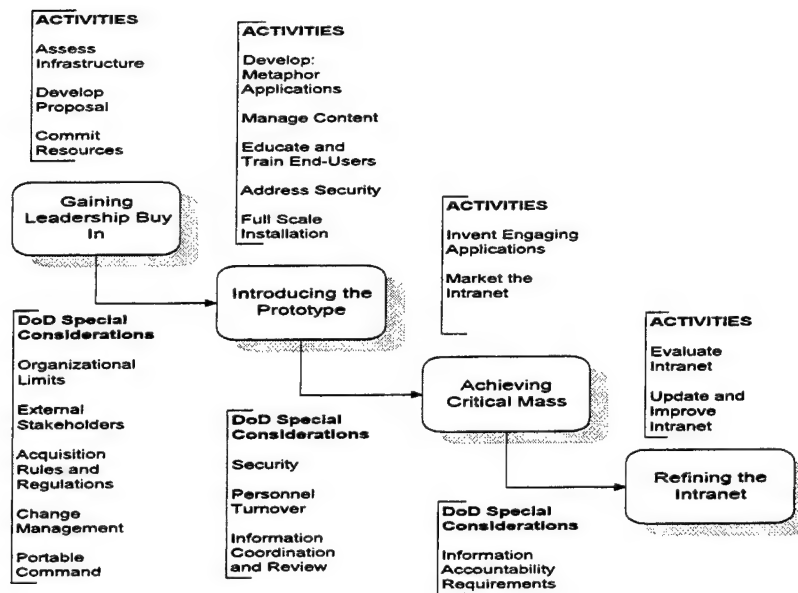 ACTIVITIES
Assess
Infrastructure
Develop
Proposal
Commit
Resources
Gaining
Leadership Buy
In
DoD Special
Considerations
Organizational
Limits
External
Stakeholders
Acquisition
Rules and
Regulations
Change
Management
Portable
Command
ACTIVITIES
Develop:
Metaphor
Applications
Manage Content
Educate and
Train End-Users
Address Security
Full Scale
Installation
Introducing the
Prototype
DoD Special
Considerations
Security
Personnel
Turnover
Information
Coordination
and Review
ACTIVITIES
Invent Engaging
Applications
Market the
Intranet
Achieving
Critical Mass
DoD Special
Considerations
Information
Accountability
Requirements
ACTIVITIES
Evaluate
Intranet
Update and
Improve
Intranet
Refining the
Intranet